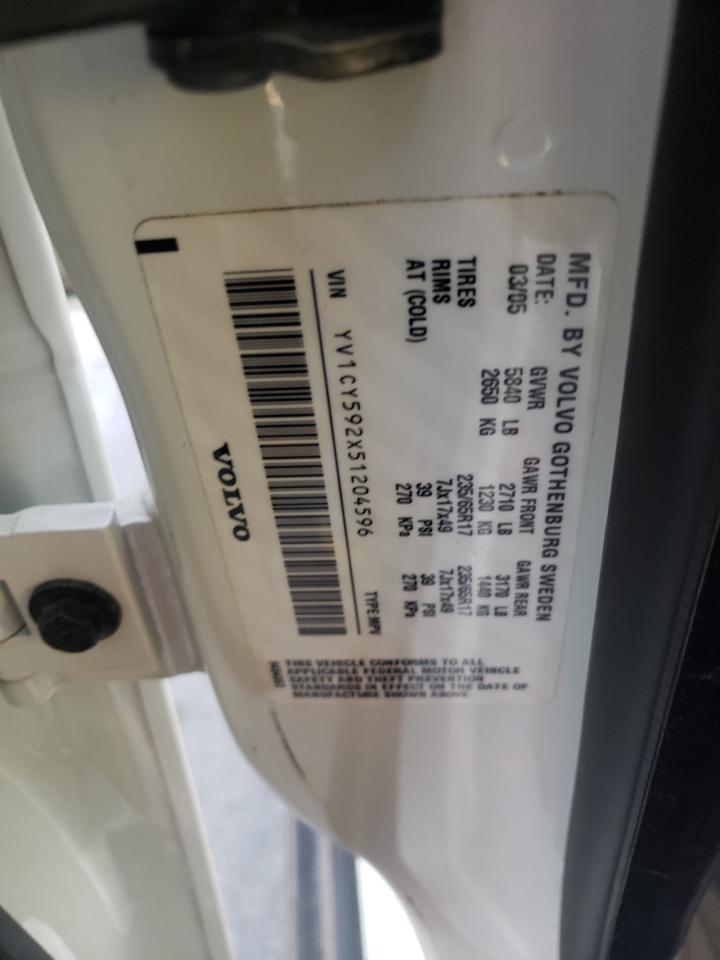 MFD. BY VOLVO GOTHENBURG SWEDEN
DATE: GVWR GAWR FRONT GAWR REAR
03/05 5840 LB 2710 LB 3170 LB
2650 KG 1230 KG 1440 KG
TIRES 235/65R17 235/65R17
RIMS 7Jx17x49 7Jx17x49
AT (COLD) 39 PSI 39 PSI
270 KPa 270 KPa
VIN YV1CY592X51204596 TYPE:MPV
VOLVO
THIS VEHICLE CONFORMS TO ALL
APPLICABLE FEDERAL MOTOR VEHICLE
SAFETY AND THEFT PREVENTION
STANDARDS IN EFFECT ON THE DATE OF
MANUFACTURE SHOWN ABOVE